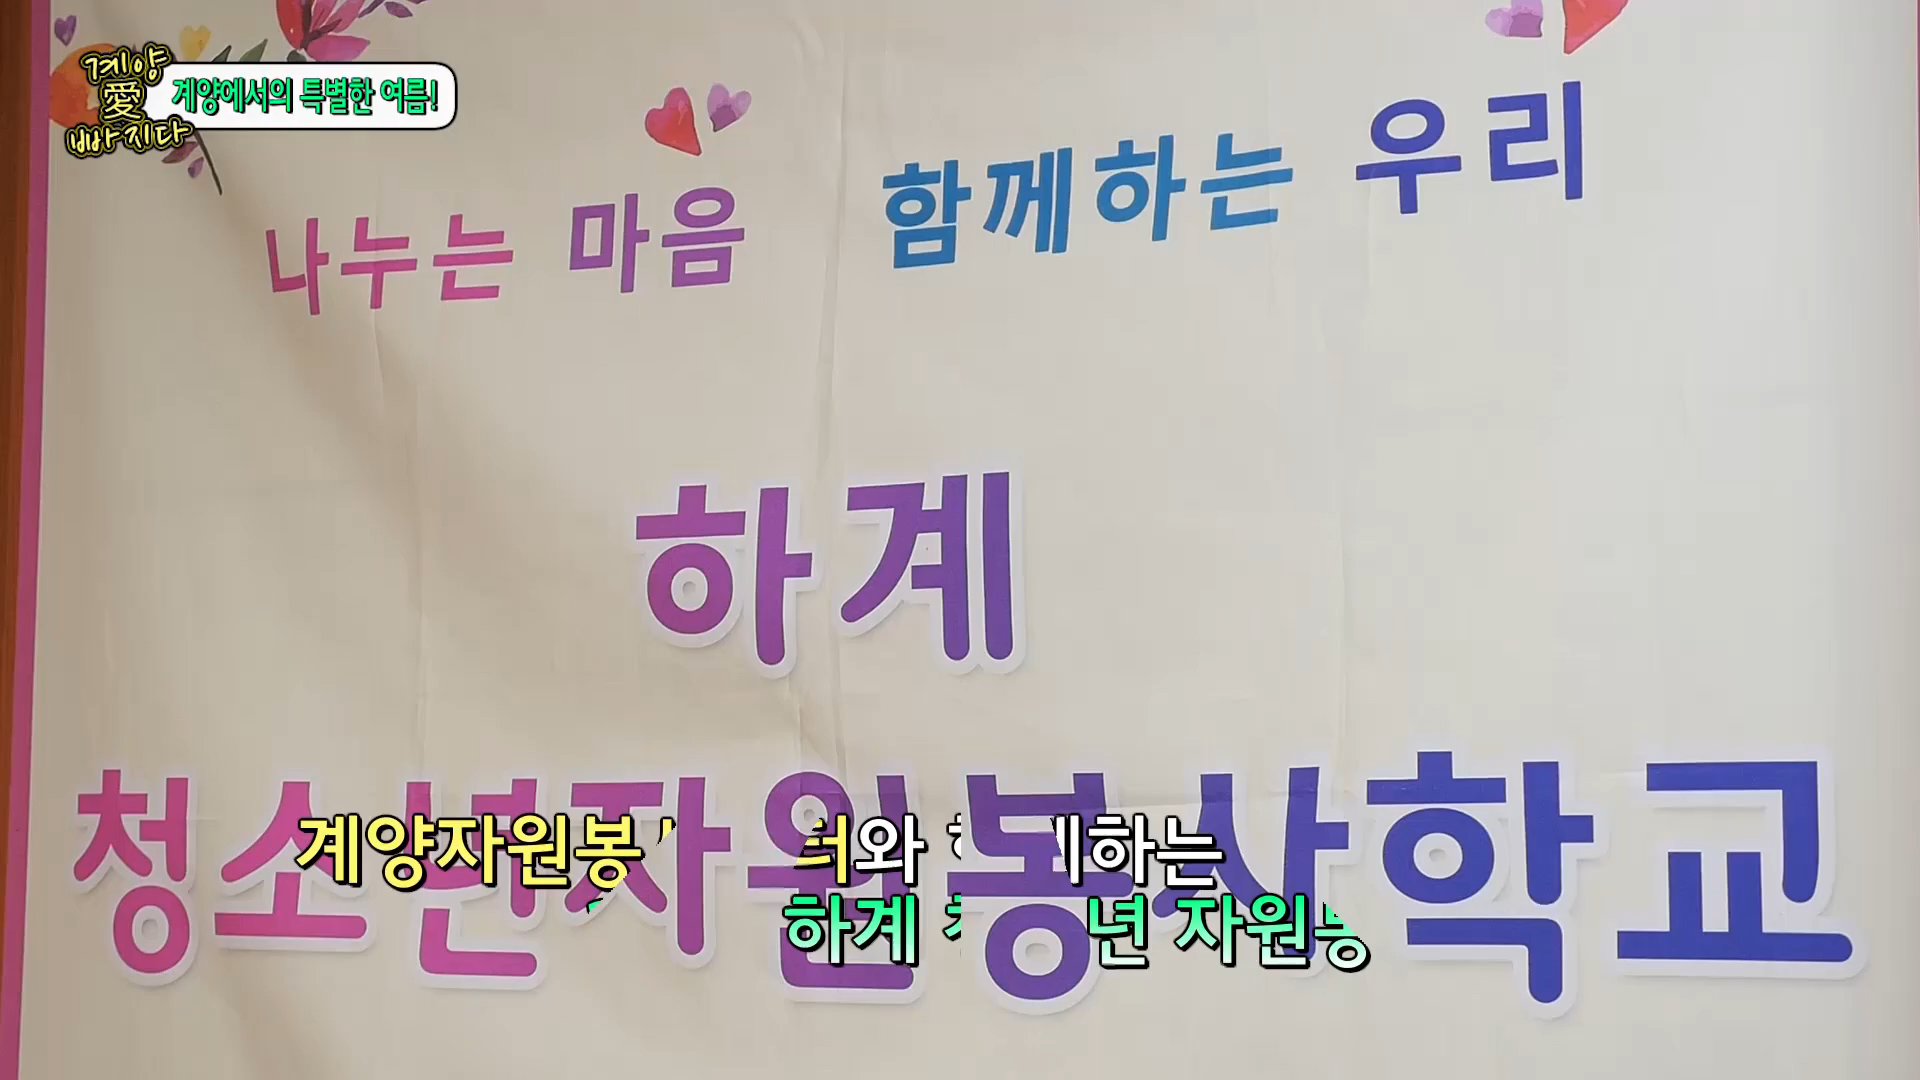 계양
愛
빠지다
계양에서의 특별한 여름!
나누는 마음 함께하는 우리
하계
청소년자원봉사학교
계양자원봉 와 하는
하계 자원봉